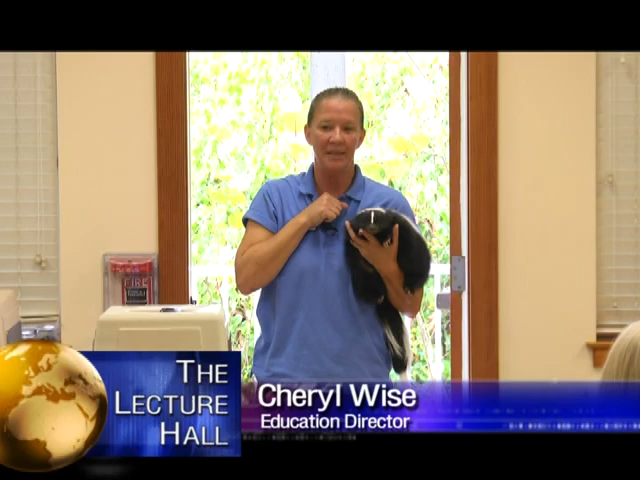 FIRE
THE
LECTURE
HALL
Cheryl Wise
Education Director